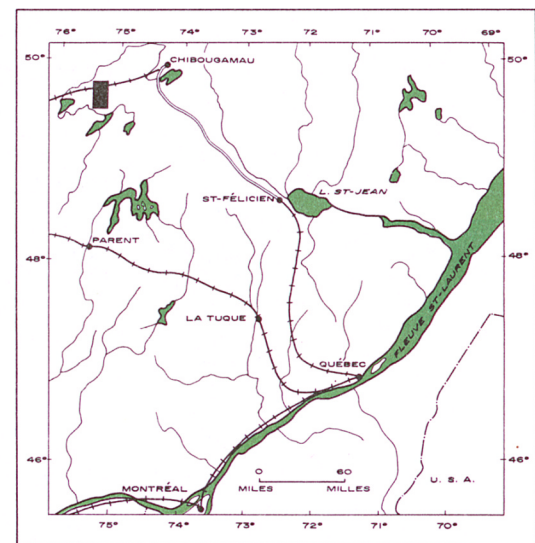 76° 75° 74° 73° 72° 71° 70° 69°
50° 50°
CHIBOUGAMAU
ST-FÉLICIEN
L. ST-JEAN
PARENT
48° 48°
FLEUVE ST-LAURENT
LA TUQUE
QUÉBEC
46° 46°
MONTRÉAL
0 60
MILES MILLES
U. S. A.
75° 74° 73° 72° 71° 70°